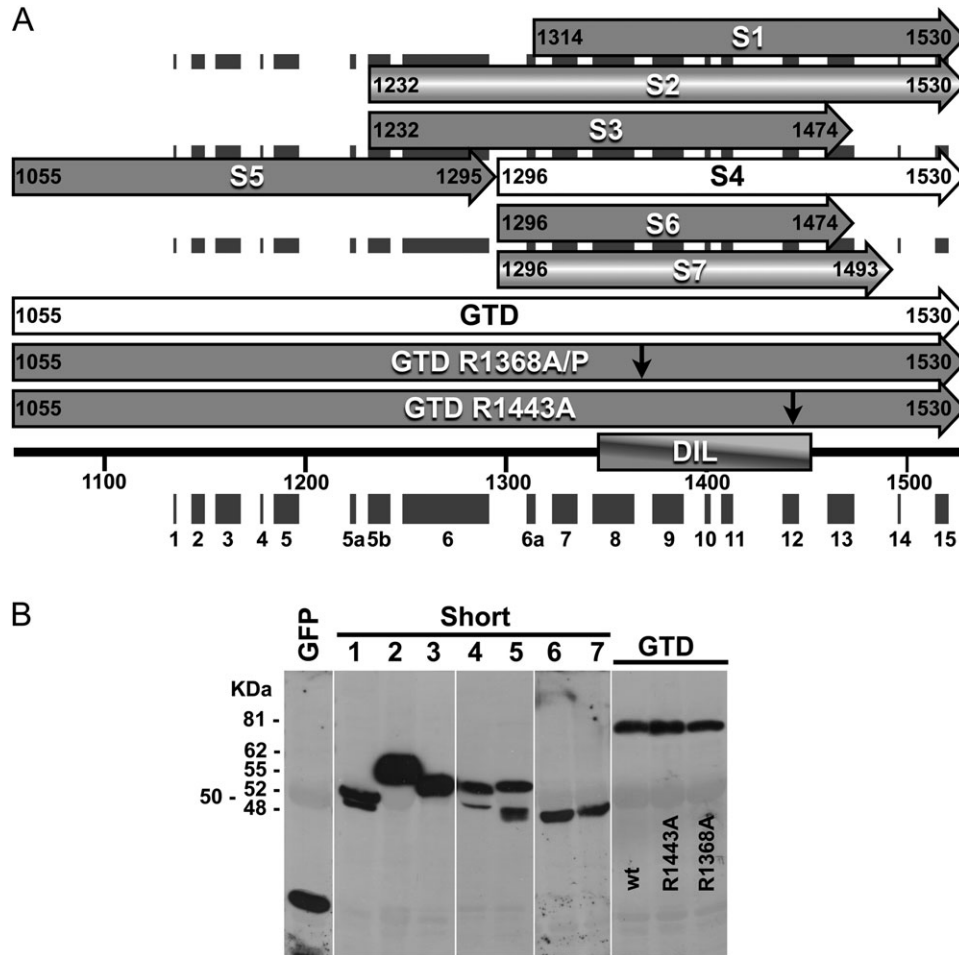 A
1314 S1 1530
1232 S2 1530
1232 S3 1474
1055 S5 1295
1296 S4 1530
1296 S6 1474
1296 S7 1493
1055 GTD 1530
1055 GTD R1368A/P 1530
1055 GTD R1443A 1530
DIL
1100 1200 1300 1400 1500
1 2 3 4 5 5a 5b 6 6a 7 8 9 10 11 12 13 14 15
B
GFP
Short
1 2 3 4 5 6 7
GTD
KDa
81 -
62 -
55 -
52 -
50 -
48 -
wt
R1443A
R1368A